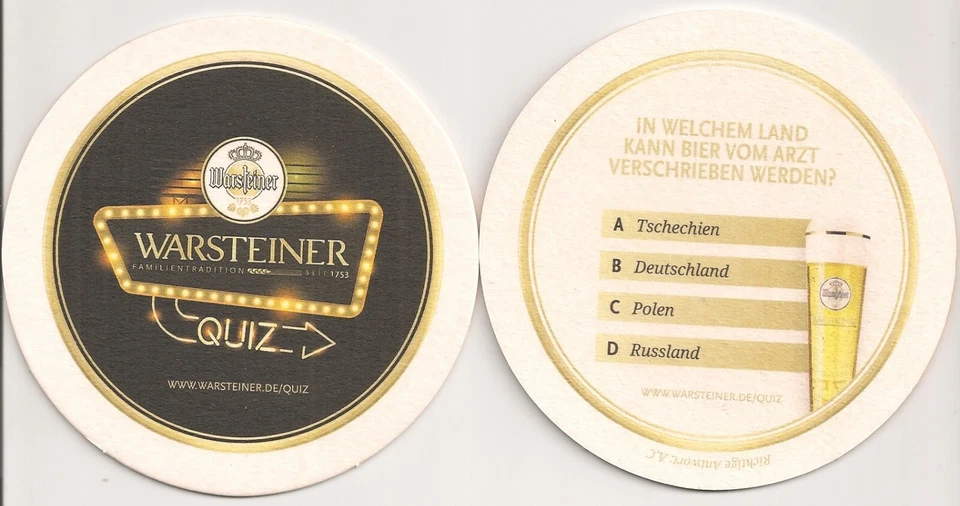 Warsteiner
1753
WARSTEINER
FAMILIENTRADITION SEIT 1753
QUIZ
WWW.WARSTEINER.DE/QUIZ
IN WELCHEM LAND
KANN BIER VOM ARZT
VERSCHRIEBEN WERDEN?
A Tschechien
B Deutschland
C Polen
D Russland
Warsteiner
WWW.WARSTEINER.DE/QUIZ
Richtige Antwort: A,C